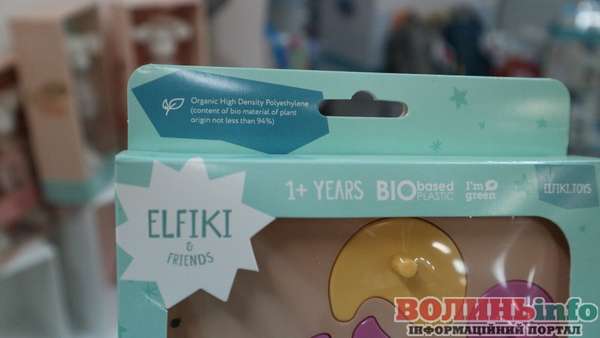 Organic High Density Polyethylene
(content of bio material of plant
origin not less than 94%)
1+ YEARS BIO based PLASTIC I'm green ELFIKI.TOYS
ELFIKI
&
FRIENDS
ВОЛИНЬinfo
ІНФОРМАЦІЙНИЙ ПОРТАЛ